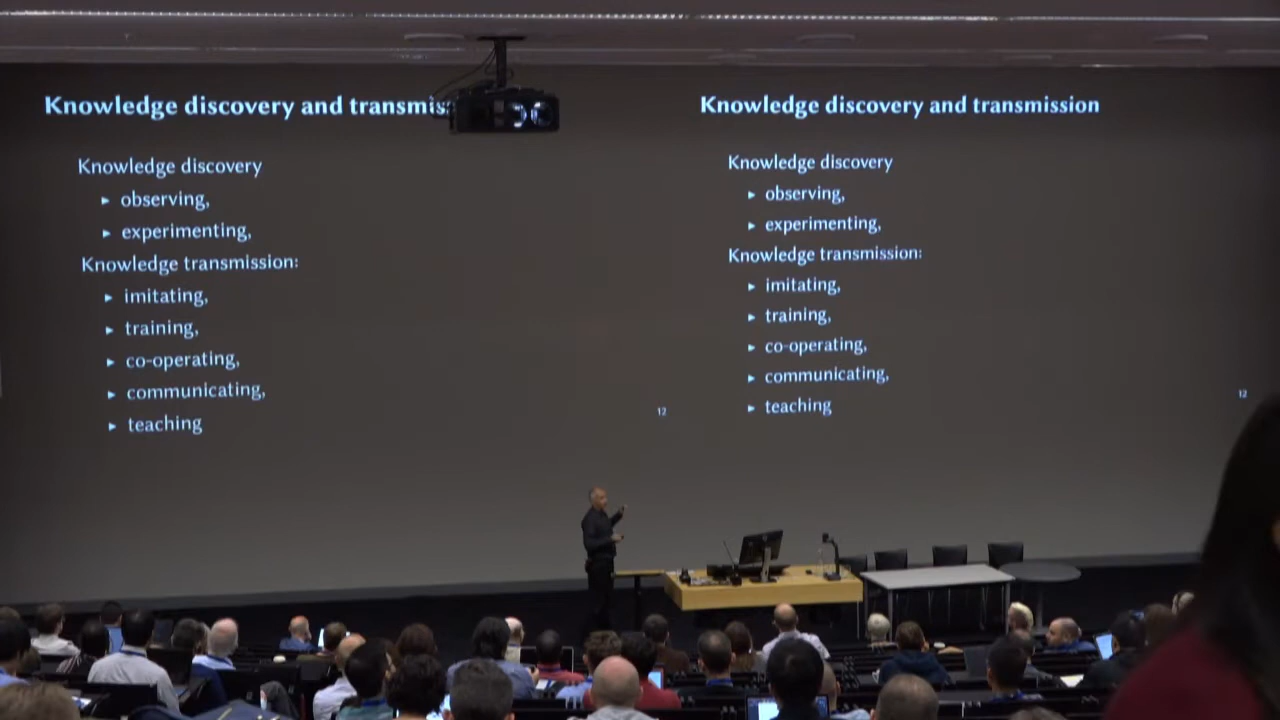 Knowledge discovery and transmis
Knowledge discovery
▸ observing,
▸ experimenting,
Knowledge transmission:
▸ imitating,
▸ training,
▸ co-operating,
▸ communicating,
▸ teaching
12
Knowledge discovery and transmission
Knowledge discovery
▸ observing,
▸ experimenting,
Knowledge transmission:
▸ imitating,
▸ training,
▸ co-operating,
▸ communicating,
▸ teaching
12